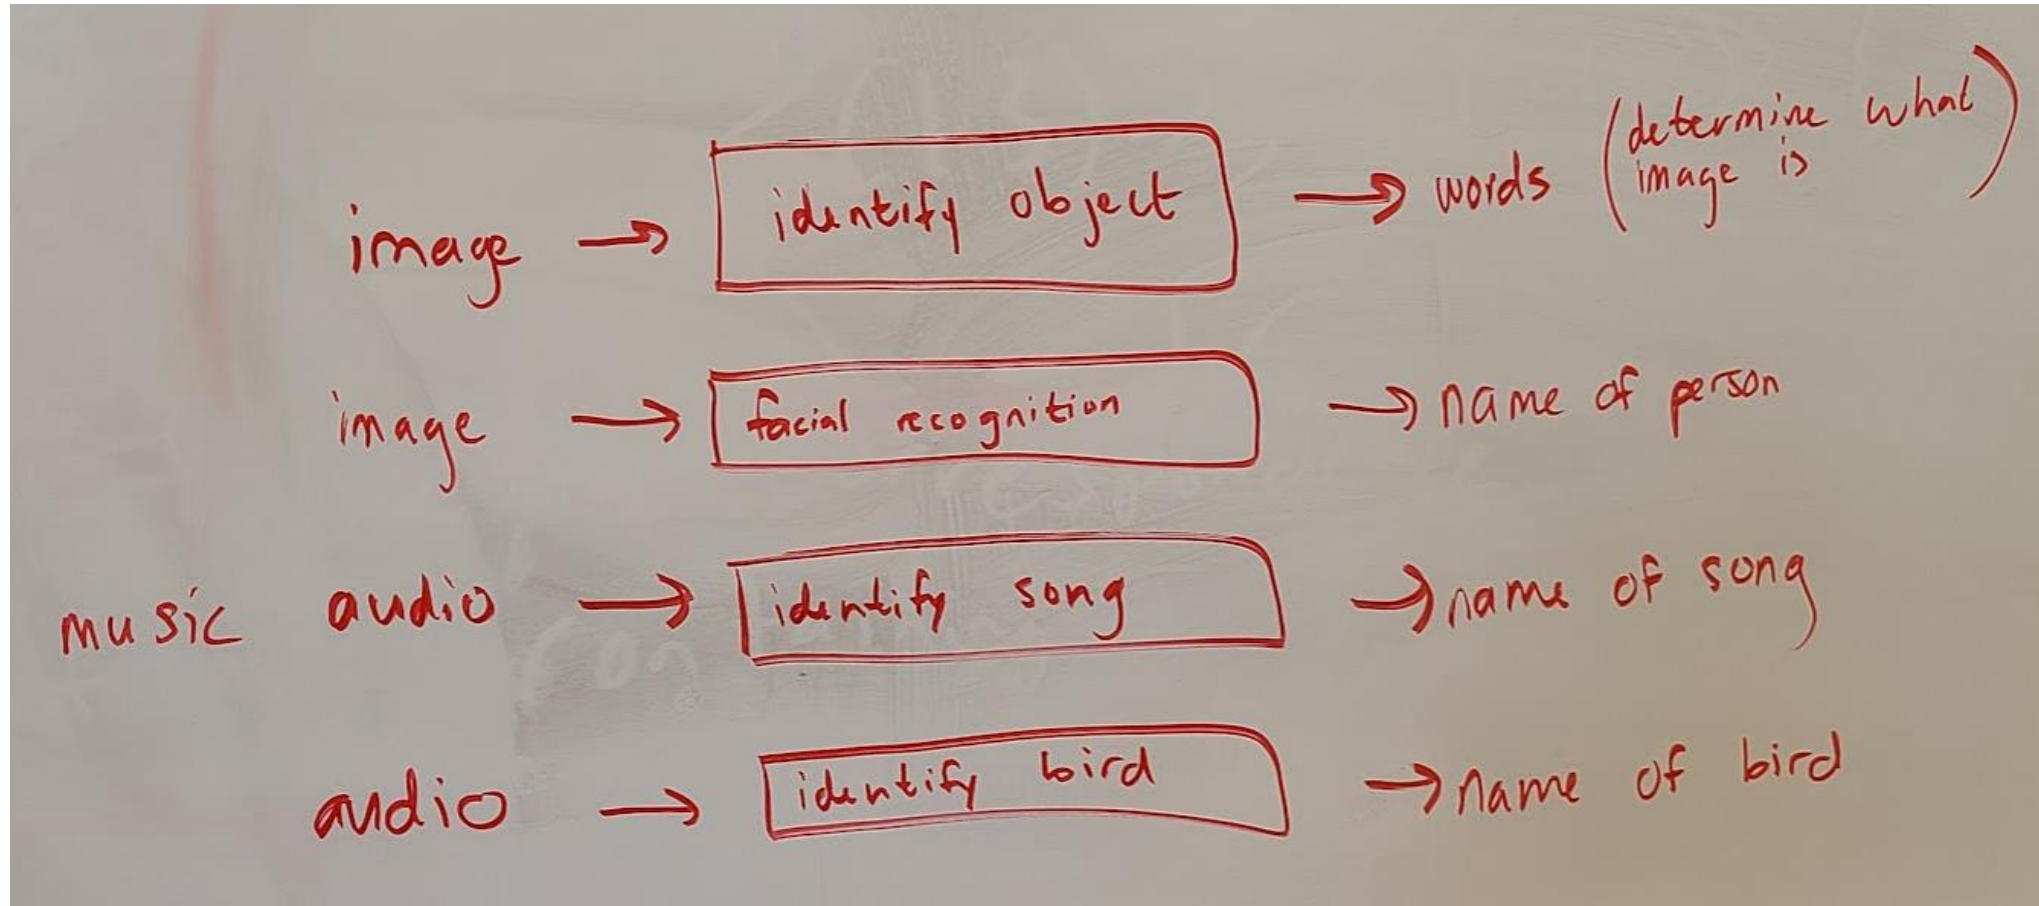 image → identify object → words (determine what
image is)
image → facial recognition → name of person
music audio → identify song → name of song
audio → identify bird → name of bird